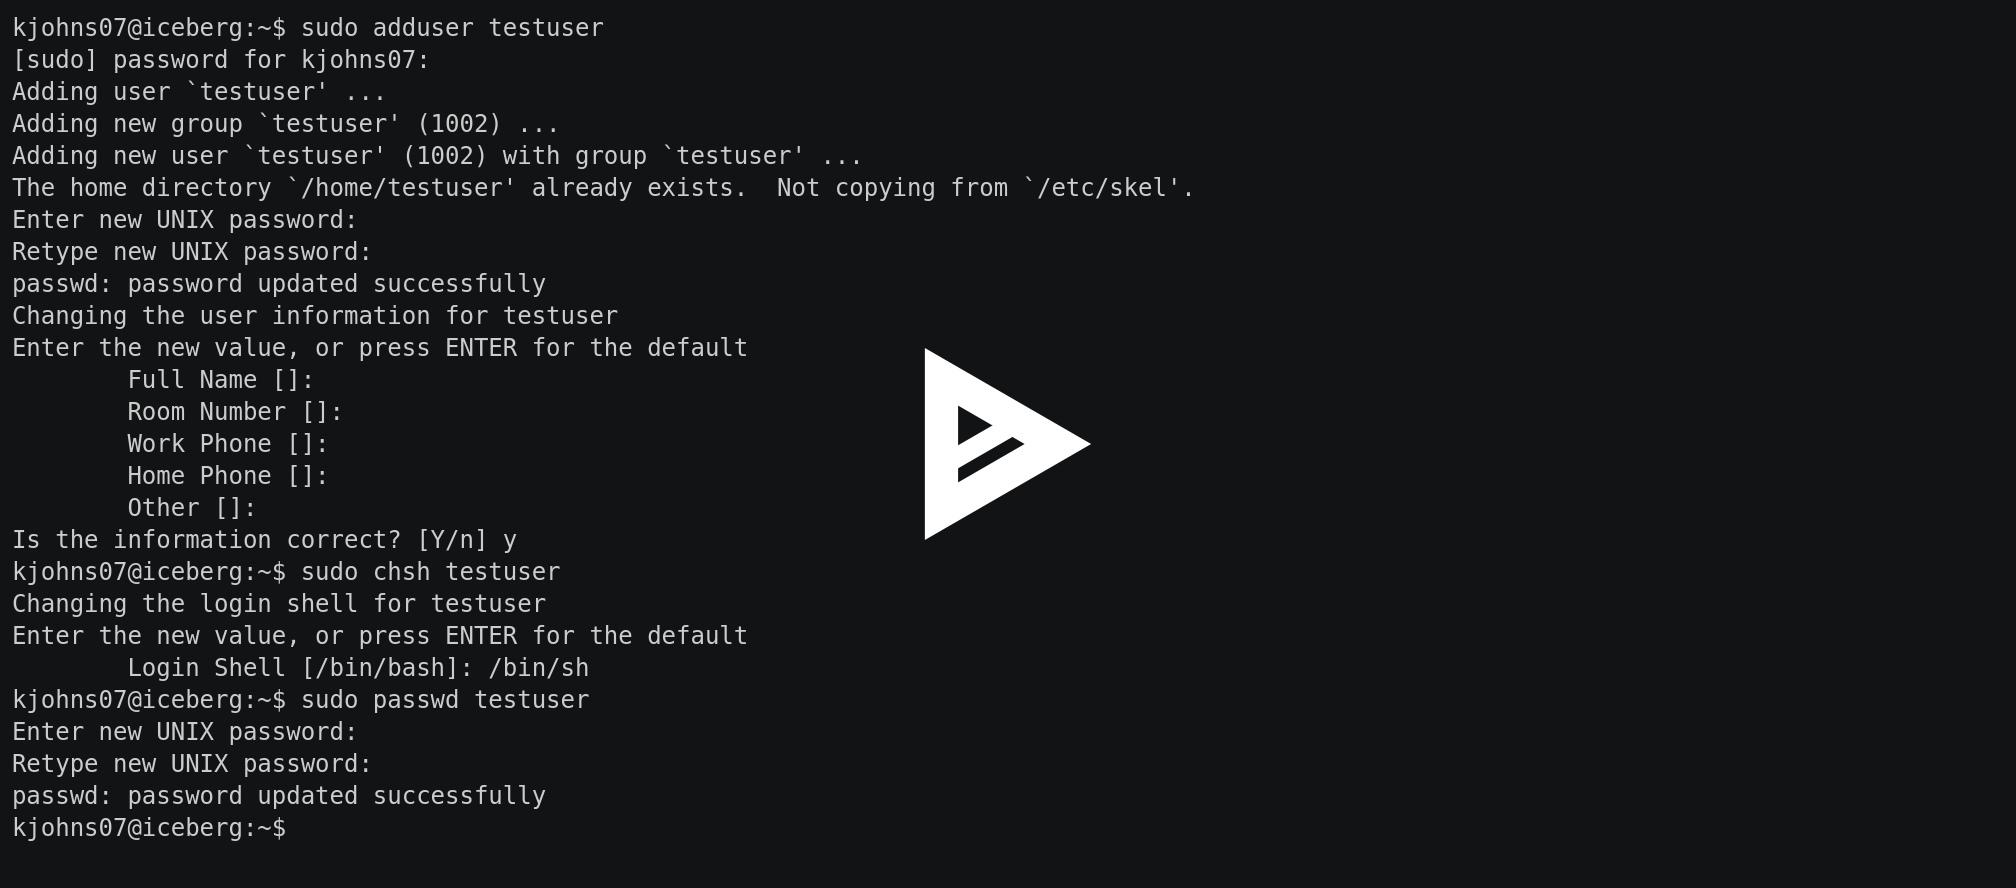 kjohns07@iceberg:~$ sudo adduser testuser
[sudo] password for kjohns07:
Adding user `testuser' ...
Adding new group `testuser' (1002) ...
Adding new user `testuser' (1002) with group `testuser' ...
The home directory `/home/testuser' already exists.  Not copying from `/etc/skel'.
Enter new UNIX password:
Retype new UNIX password:
passwd: password updated successfully
Changing the user information for testuser
Enter the new value, or press ENTER for the default
        Full Name []:
        Room Number []:
        Work Phone []:
        Home Phone []:
        Other []:
Is the information correct? [Y/n] y
kjohns07@iceberg:~$ sudo chsh testuser
Changing the login shell for testuser
Enter the new value, or press ENTER for the default
        Login Shell [/bin/bash]: /bin/sh
kjohns07@iceberg:~$ sudo passwd testuser
Enter new UNIX password:
Retype new UNIX password:
passwd: password updated successfully
kjohns07@iceberg:~$